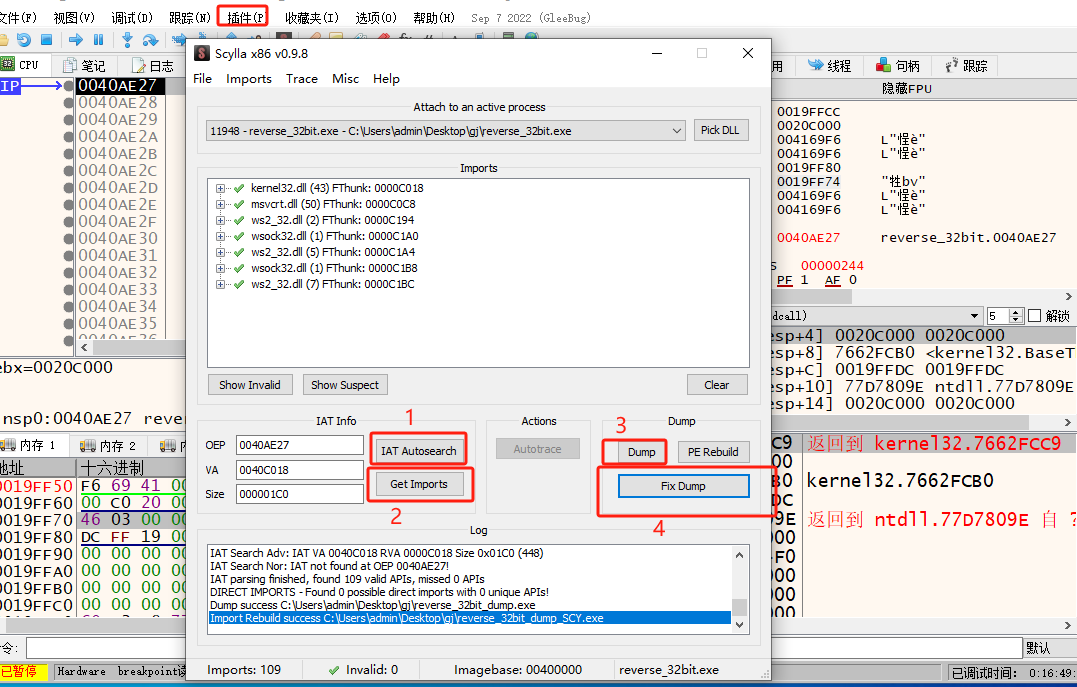 文件(F) 视图(V) 调试(D) 跟踪(N) 插件(P 收藏夹(I) 选项(O) 帮助(H) Sep 7 2022 (GleeBug)
CPU 笔记 日志 用 线程 句柄 跟踪
Scylla x86 v0.9.8
File Imports Trace Misc Help
Attach to an active process
11948 - reverse_32bit.exe - C:\Users\admin\Desktop\gj\reverse_32bit.exe
Pick DLL
Imports
kernel32.dll (43) FThunk: 0000C018
msvcrt.dll (50) FThunk: 0000C0C8
ws2_32.dll (2) FThunk: 0000C194
wsock32.dll (1) FThunk: 0000C1A0
ws2_32.dll (5) FThunk: 0000C1A4
wsock32.dll (1) FThunk: 0000C1B8
ws2_32.dll (7) FThunk: 0000C1BC
Show Invalid Show Suspect Clear
IAT Info
OEP 0040AE27
VA 0040C018
Size 000001C0
1
IAT Autosearch
Get Imports
2
Actions
Autotrace
Dump
3
Dump PE Rebuild
Fix Dump
4
Log
IAT Search Adv: IAT VA 0040C018 RVA 0000C018 Size 0x01C0 (448)
IAT Search Nor: IAT not found at OEP 0040AE27!
IAT parsing finished, found 109 valid APIs, missed 0 APIs
DIRECT IMPORTS - Found 0 possible direct imports with 0 unique APIs!
Dump success C:\Users\admin\Desktop\gj\reverse_32bit_dump.exe
Import Rebuild success C:\Users\admin\Desktop\gj\reverse_32bit_dump_SCY.exe
Imports: 109 Invalid: 0 Imagebase: 00400000 reverse_32bit.exe
IP 0040AE27
0040AE28
0040AE29
0040AE2A
0040AE2B
0040AE2C
0040AE2D
0040AE2E
0040AE2F
0040AE30
0040AE31
0040AE32
0040AE33
0040AE34
0040AE35
ebx=0020C000
nsp0:0040AE27 rever
内存 1 内存 2
地址 十六进制
0019FF50 F6 69 41 00
0019FF60 00 C0 20 00
0019FF70 46 03 00 00
0019FF80 DC FF 19 00
0019FF90 00 00 00 00
0019FFA0 00 00 00 00
0019FFB0 00 00 00 00
0019FFC0 00 00 00 00
隐藏FPU
0019FFCC
0020C000
004169F6 L"悜è"
004169F6 L"悜è"
0019FF80
0019FF74 "牲bv"
004169F6 L"悜è"
004169F6 L"悜è"
0040AE27 reverse_32bit.0040AE27
00000244
PF 1 AF 0
dcall) 5 解锁
esp+4] 0020C000 0020C000
esp+8] 7662FCB0 <kernel32.BaseT
esp+C] 0019FFDC 0019FFDC
esp+10] 77D7809E ntdll.77D7809E
esp+14] 0020C000 0020C000
返回到 kernel32.7662FCC9
kernel32.7662FCB0
返回到 ntdll.77D7809E 自 ?
令: 默认
已暂停 Hardware breakpoint 已调试时间: 0:16:49: